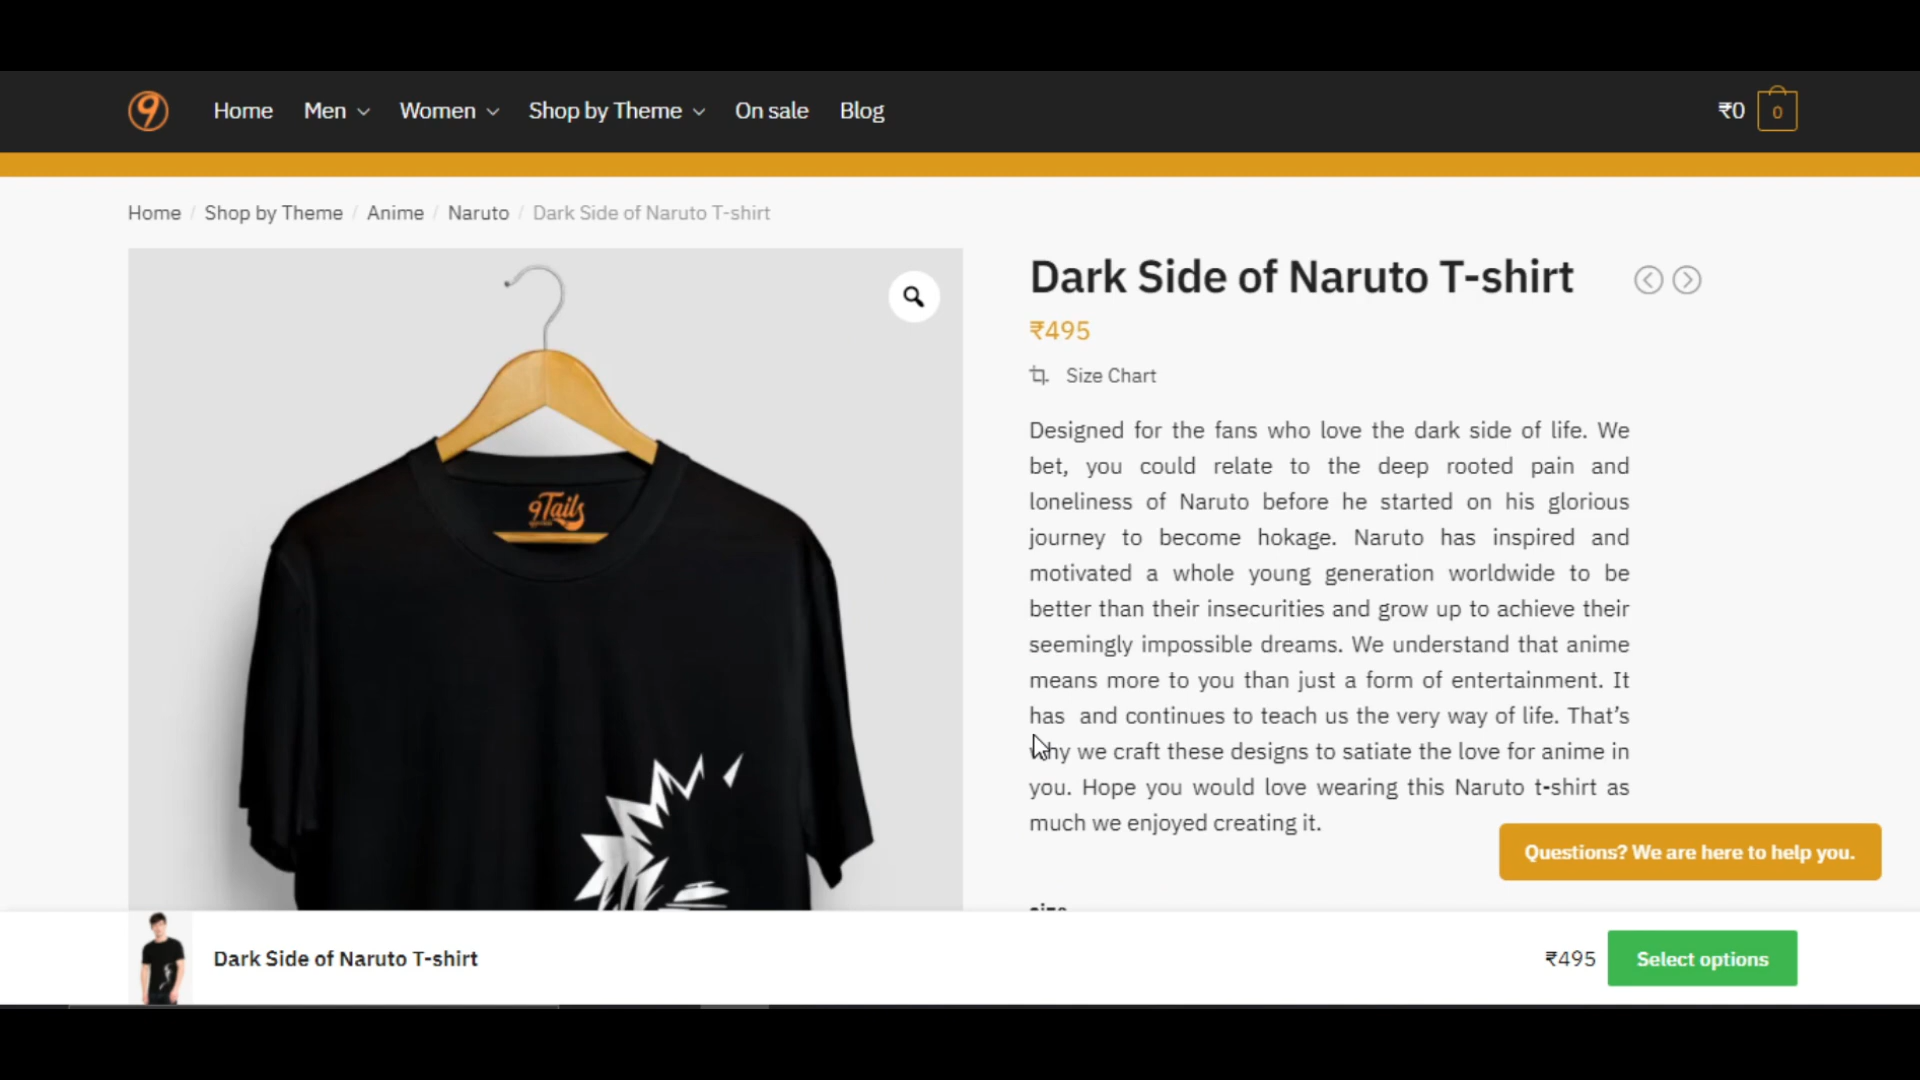 9 Home Men Women Shop by Theme On sale Blog ₹0 0
Home / Shop by Theme / Anime / Naruto / Dark Side of Naruto T-shirt
Dark Side of Naruto T-shirt
₹495
Size Chart
Designed for the fans who love the dark side of life. We
bet, you could relate to the deep rooted pain and
loneliness of Naruto before he started on his glorious
journey to become hokage. Naruto has inspired and
motivated a whole young generation worldwide to be
better than their insecurities and grow up to achieve their
seemingly impossible dreams. We understand that anime
means more to you than just a form of entertainment. It
has and continues to teach us the very way of life. That’s
why we craft these designs to satiate the love for anime in
you. Hope you would love wearing this Naruto t-shirt as
much we enjoyed creating it.
9Tails
Questions? We are here to help you.
size
Dark Side of Naruto T-shirt ₹495 Select options